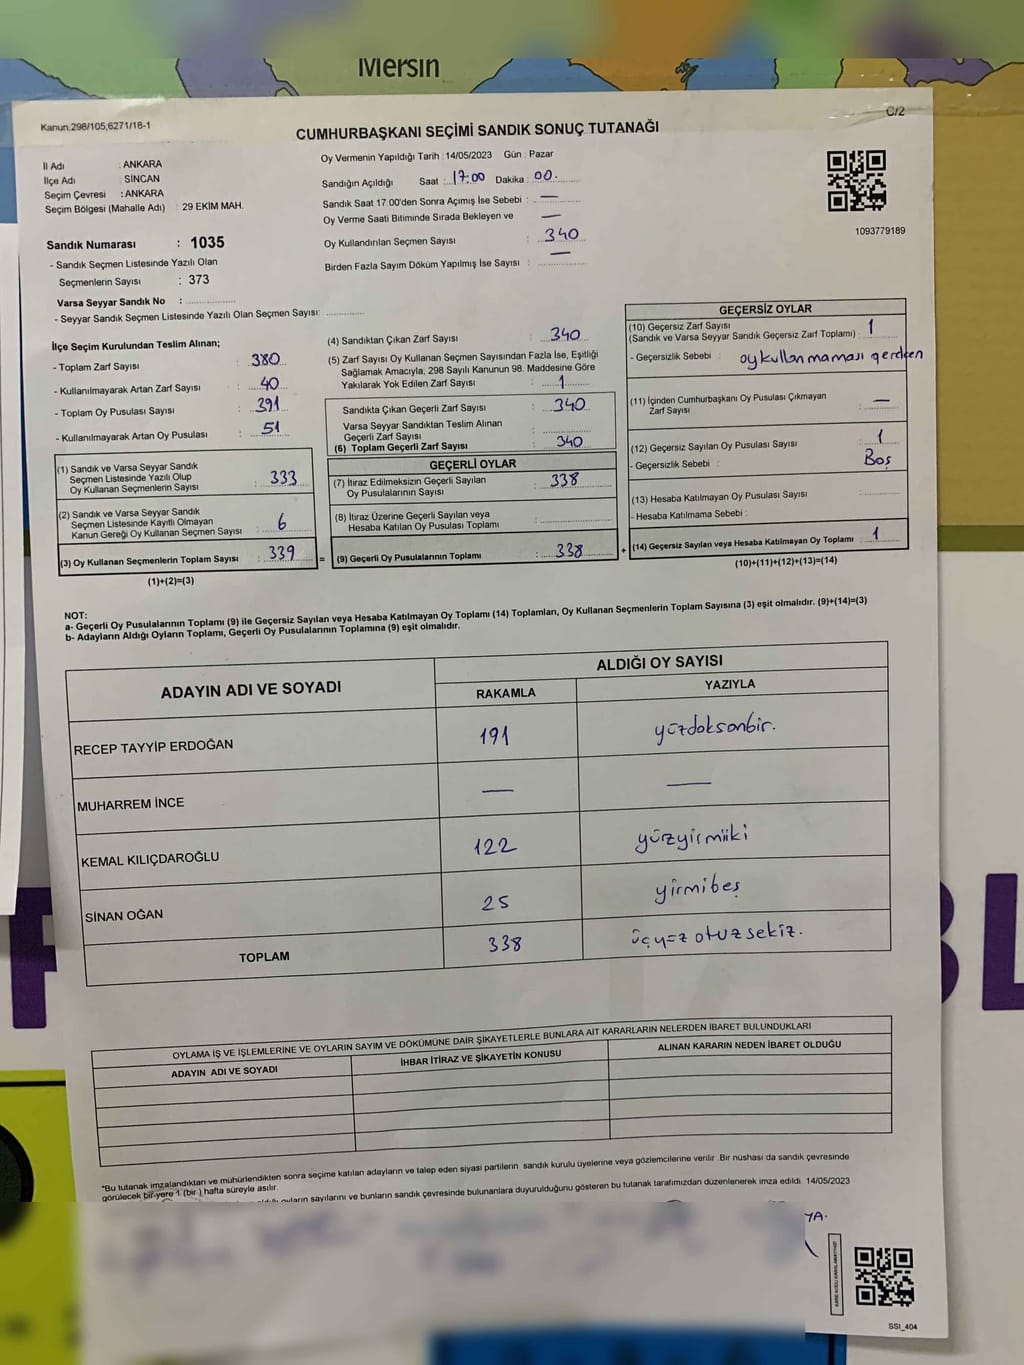 Mersin
Kanun:298/105,6271/18-1
C/2
CUMHURBAŞKANI SEÇİMİ SANDIK SONUÇ TUTANAĞI
İl Adı : ANKARA
İlçe Adı : SİNCAN
Seçim Çevresi : ANKARA
Seçim Bölgesi (Mahalle Adı) : 29 EKİM MAH.
Oy Vermenin Yapıldığı Tarih : 14/05/2023 Gün : Pazar
Sandığın Açıldığı Saat : 17:00 Dakika : 00.
Sandık Saat 17:00'den Sonra Açımış İse Sebebi : —
Oy Verme Saati Bitiminde Sırada Bekleyen ve —
Oy Kullandırılan Seçmen Sayısı : 340
Birden Fazla Sayım Döküm Yapılmış İse Sayısı : —
1093779189
Sandık Numarası : 1035
- Sandık Seçmen Listesinde Yazılı Olan
Seçmenlerin Sayısı : 373
Varsa Seyyar Sandık No :
- Seyyar Sandık Seçmen Listesinde Yazılı Olan Seçmen Sayısı:
İlçe Seçim Kurulundan Teslim Alınan;
- Toplam Zarf Sayısı : 380
- Kullanılmayarak Artan Zarf Sayısı : 40
- Toplam Oy Pusulası Sayısı : 391
- Kullanılmayarak Artan Oy Pusulası : 51
(1) Sandık ve Varsa Seyyar Sandık
Seçmen Listesinde Yazılı Olup
Oy Kullanan Seçmenlerin Sayısı : 333
(2) Sandık ve Varsa Seyyar Sandık
Seçmen Listesinde Kayıtlı Olmayan
Kanun Gereği Oy Kullanan Seçmen Sayısı : 6
(3) Oy Kullanan Seçmenlerin Toplam Sayısı : 339
(1)+(2)=(3)
(4) Sandıktan Çıkan Zarf Sayısı : 340
(5) Zarf Sayısı Oy Kullanan Seçmen Sayısından Fazla İse, Eşitliği
Sağlamak Amacıyla; 298 Sayılı Kanunun 98. Maddesine Göre
Yakılarak Yok Edilen Zarf Sayısı : 1
Sandıkta Çıkan Geçerli Zarf Sayısı : 340
Varsa Seyyar Sandıktan Teslim Alınan
Geçerli Zarf Sayısı :
(6) Toplam Geçerli Zarf Sayısı : 340
GEÇERLİ OYLAR
(7) İtiraz Edilmeksizin Geçerli Sayılan : 338
Oy Pusulalarının Sayısı
(8) İtiraz Üzerine Geçerli Sayılan veya
Hesaba Katılan Oy Pusulası Toplamı :
= (9) Geçerli Oy Pusulalarının Toplamı : 338 +
GEÇERSİZ OYLAR
(10) Geçersiz Zarf Sayısı
(Sandık ve Varsa Seyyar Sandık Geçersiz Zarf Toplamı) : 1
- Geçersizlik Sebebi : oy kullanmaması gereken
(11) İçinden Cumhurbaşkanı Oy Pusulası Çıkmayan
Zarf Sayısı : —
(12) Geçersiz Sayılan Oy Pusulası Sayısı : 1
- Geçersizlik Sebebi : Boş
(13) Hesaba Katılmayan Oy Pusulası Sayısı :
- Hesaba Katılmama Sebebi :
(14) Geçersiz Sayılan veya Hesaba Katılmayan Oy Toplamı : 1
(10)+(11)+(12)+(13)=(14)
NOT:
a- Geçerli Oy Pusulalarının Toplamı (9) ile Geçersiz Sayılan veya Hesaba Katılmayan Oy Toplamı (14) Toplamları, Oy Kullanan Seçmenlerin Toplam Sayısına (3) eşit olmalıdır. (9)+(14)=(3)
b- Adayların Aldığı Oyların Toplamı, Geçerli Oy Pusulalarının Toplamına (9) eşit olmalıdır.
ADAYIN ADI VE SOYADI
ALDIĞI OY SAYISI
RAKAMLA YAZIYLA
RECEP TAYYİP ERDOĞAN 191 yüzdoksanbir.
MUHARREM İNCE — —
KEMAL KILIÇDAROĞLU 122 yüzyirmiiki
SİNAN OĞAN 25 yirmibeş
TOPLAM 338 üçyüz otuzsekiz.
OYLAMA İŞ VE İŞLEMLERİNE VE OYLARIN SAYIM VE DÖKÜMÜNE DAİR ŞİKAYETLERLE BUNLARA AİT KARARLARIN NELERDEN İBARET BULUNDUKLARI
ADAYIN ADI VE SOYADI İHBAR İTİRAZ VE ŞİKAYETİN KONUSU ALINAN KARARIN NEDEN İBARET OLDUĞU
*Bu tutanak imzalandıktan ve mühürlendikten sonra seçime katılan adayların ve talep eden siyasi partilerin sandık kurulu üyelerine veya gözlemcilerine verilir .Bir nüshası da sandık çevresinde
görülecek bir yere 1 (bir ) hafta süreyle asılır.
oyların sayılarını ve bunların sandık çevresinde bulunanlara duyurulduğunu gösteren bu tutanak tarafımızdan düzenlenerek imza edildi. 14/05/2023
YA.
SSI_404